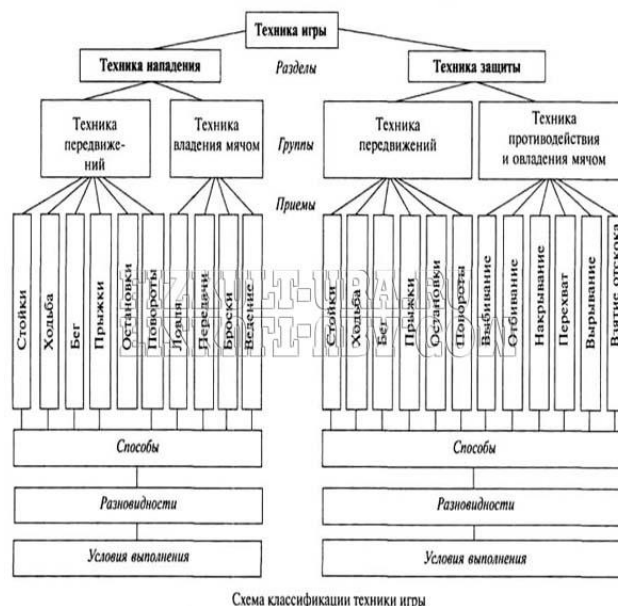 Техника игры
Техника нападения
Разделы
Техника защиты
Техника
передвиже-
ний
Техника
владения мячом
Группы
Техника
передвижений
Техника
противодействия
и овладения мячом
Приемы
Стойки
Ходьба
Бег
Прыжки
Остановки
Повороты
Ловля
Передачи
Броски
Ведение
Стойки
Ходьба
Бег
Прыжки
Остановки
Повороты
Выбивание
Отбивание
Накрывание
Перехват
Вырывание
Взятие отскока
Способы
Способы
Разновидности
Разновидности
Условия выполнения
Условия выполнения
Схема классификации техники игры